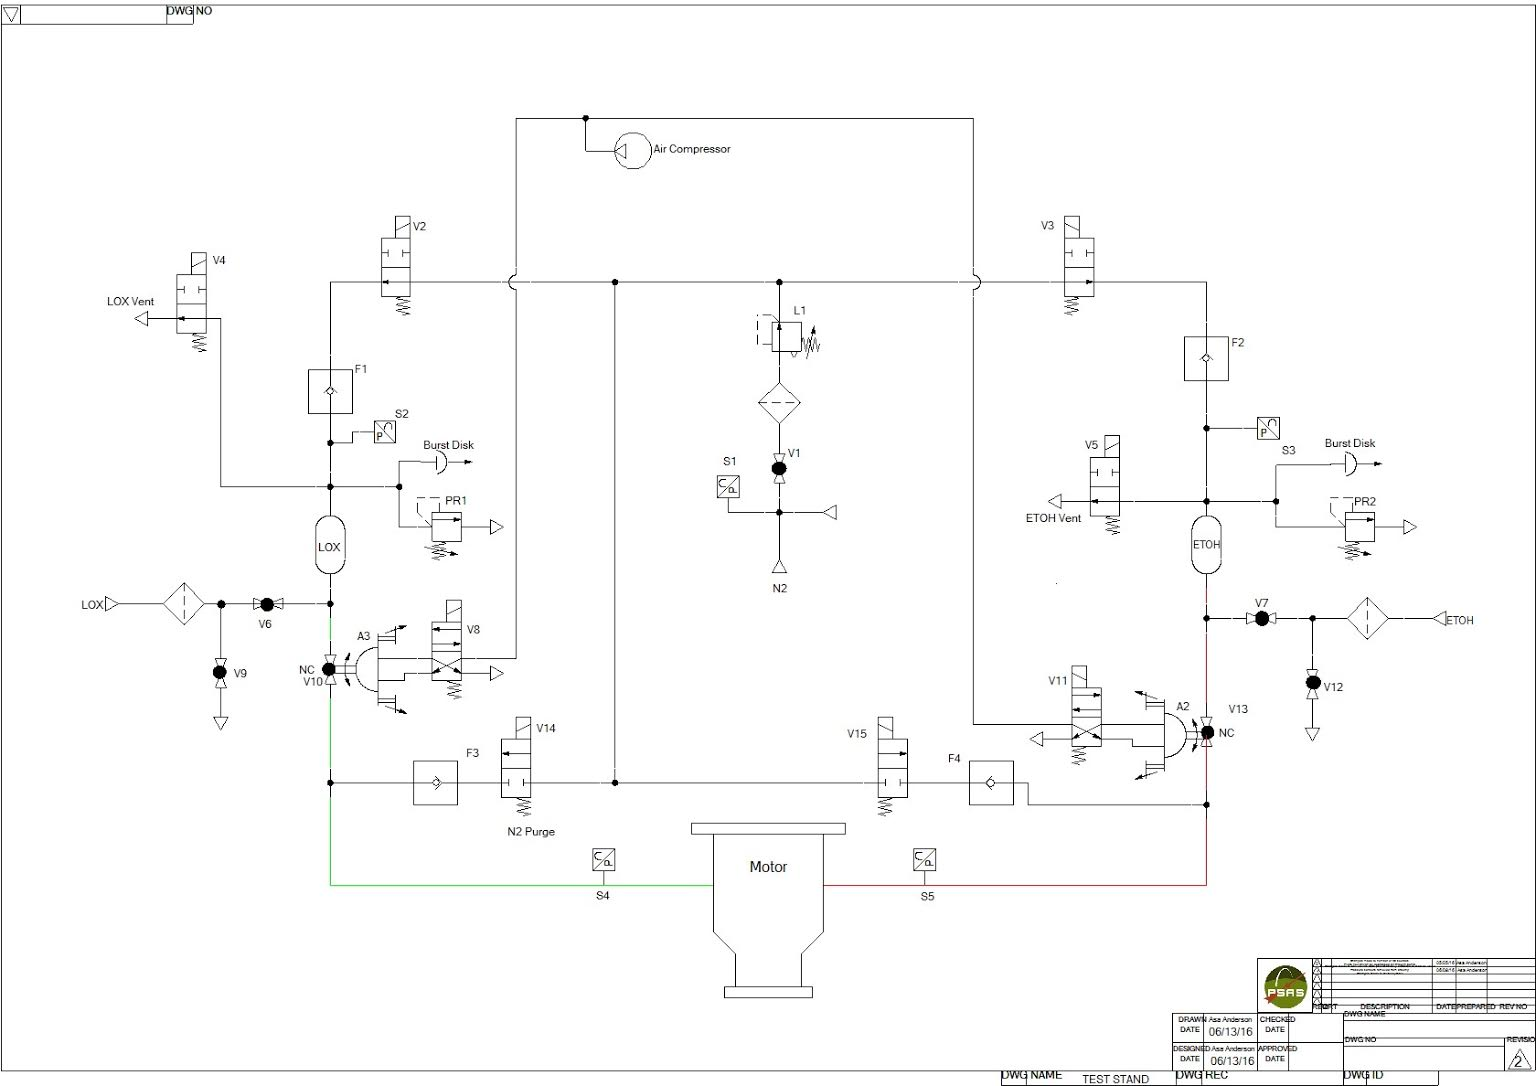 DWG NO
Air Compressor
V2
V3
V4
LOX Vent
L1
F1
F2
S2
Burst Disk
V5
S3
Burst Disk
S1
V1
PR1
PR2
ETOH Vent
LOX
ETOH
N2
LOX
V6
V7
ETOH
A3
V8
NC
V10
V9
V11
A2
V13
NC
V12
F3
V14
V15
F4
N2 Purge
Motor
S4
S5
PSAS
05/05/16 Asa Anderson
06/09/16 Asa Anderson
DESCRIPTION DATE PREPARED REV NO
DRAWN Asa Anderson CHECKED DWG NAME
DATE 06/13/16 DATE
DWG NO REVISIO
DESIGNED Asa Anderson APPROVED
DATE 06/13/16 DATE 2
DWG NAME TEST STAND DWG REC DWG ID